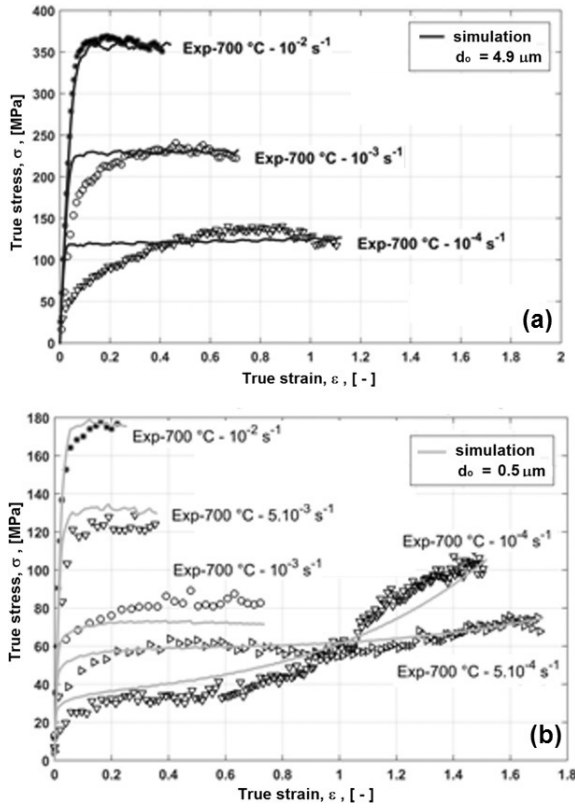 400
350
300
250
200
150
100
50
0
True stress, σ , [MPa]
Exp-700 °C - 10⁻² s⁻¹
simulation
dₒ = 4.9 µm
Exp-700 °C - 10⁻³ s⁻¹
Exp-700 °C - 10⁻⁴ s⁻¹
(a)
0 0.2 0.4 0.6 0.8 1 1.2 1.4 1.6 1.8 2
True strain, ε , [ - ]
180
160
140
120
100
80
60
40
20
0
True stress, σ , [MPa]
Exp-700 °C - 10⁻² s⁻¹
simulation
dₒ = 0.5 µm
Exp-700 °C - 5.10⁻³ s⁻¹
Exp-700 °C - 10⁻⁴ s⁻¹
Exp-700 °C - 10⁻³ s⁻¹
Exp-700 °C - 5.10⁻⁴ s⁻¹
(b)
0 0.2 0.4 0.6 0.8 1 1.2 1.4 1.6 1.8
True strain, ε , [ - ]